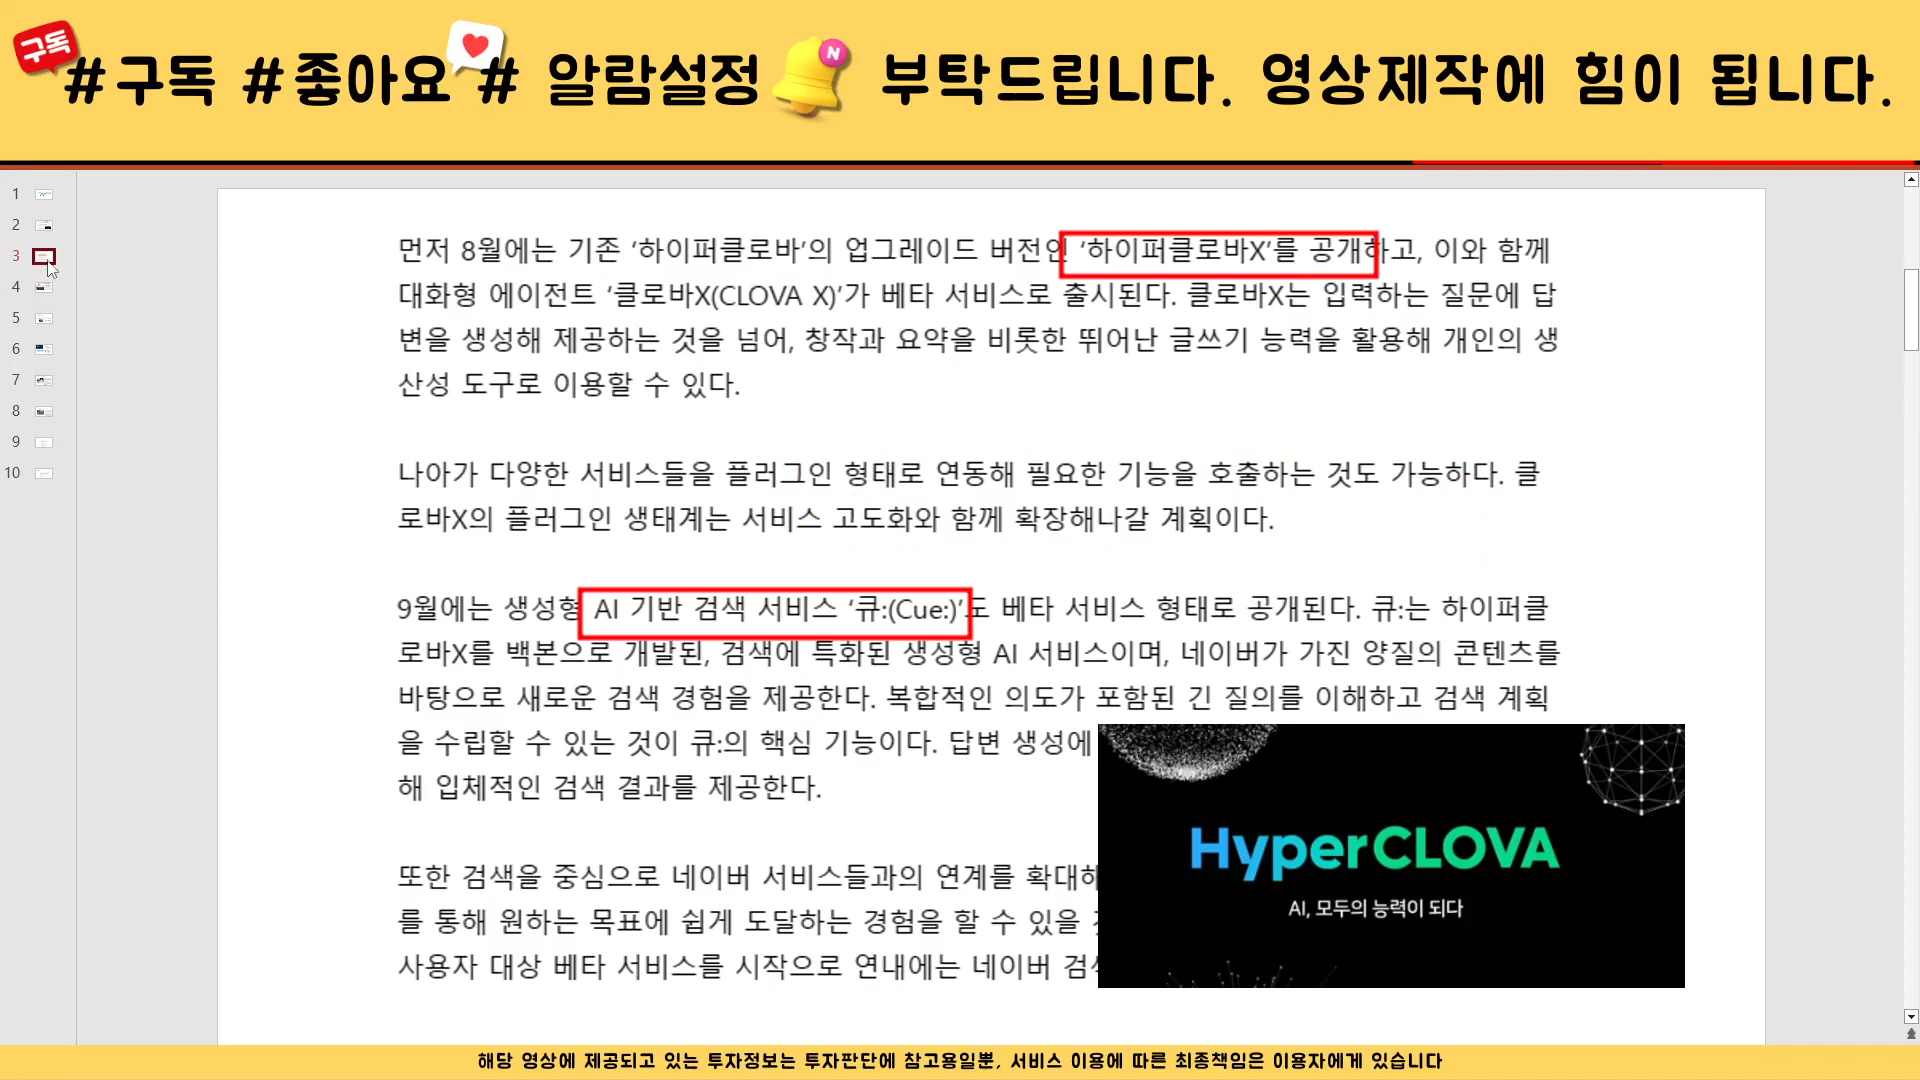 구독
#구독 #좋아요 # 알람설정 N 부탁드립니다. 영상제작에 힘이 됩니다.
1
2
3
4
5
6
7
8
9
10
먼저 8월에는 기존 ‘하이퍼클로바’의 업그레이드 버전인 ‘하이퍼클로바X’를 공개하고, 이와 함께
대화형 에이전트 ‘클로바X(CLOVA X)’가 베타 서비스로 출시된다. 클로바X는 입력하는 질문에 답
변을 생성해 제공하는 것을 넘어, 창작과 요약을 비롯한 뛰어난 글쓰기 능력을 활용해 개인의 생
산성 도구로 이용할 수 있다.
나아가 다양한 서비스들을 플러그인 형태로 연동해 필요한 기능을 호출하는 것도 가능하다. 클
로바X의 플러그인 생태계는 서비스 고도화와 함께 확장해나갈 계획이다.
9월에는 생성형 AI 기반 검색 서비스 ‘큐:(Cue:)’도 베타 서비스 형태로 공개된다. 큐:는 하이퍼클
로바X를 백본으로 개발된, 검색에 특화된 생성형 AI 서비스이며, 네이버가 가진 양질의 콘텐츠를
바탕으로 새로운 검색 경험을 제공한다. 복합적인 의도가 포함된 긴 질의를 이해하고 검색 계획
을 수립할 수 있는 것이 큐:의 핵심 기능이다. 답변 생성에
해 입체적인 검색 결과를 제공한다.
또한 검색을 중심으로 네이버 서비스들과의 연계를 확대해
를 통해 원하는 목표에 쉽게 도달하는 경험을 할 수 있을
사용자 대상 베타 서비스를 시작으로 연내에는 네이버 검색
HyperCLOVA
AI, 모두의 능력이 되다
해당 영상에 제공되고 있는 투자정보는 투자판단에 참고용일뿐, 서비스 이용에 따른 최종책임은 이용자에게 있습니다